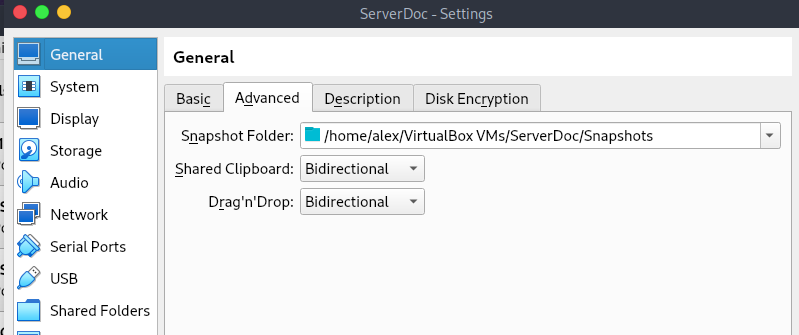 ServerDoc - Settings
General
System
Display
Storage
Audio
Network
Serial Ports
USB
Shared Folders
General
Basic
Advanced
Description
Disk Encryption
Snapshot Folder: /home/alex/VirtualBox VMs/ServerDoc/Snapshots
Shared Clipboard: Bidirectional
Drag'n'Drop: Bidirectional